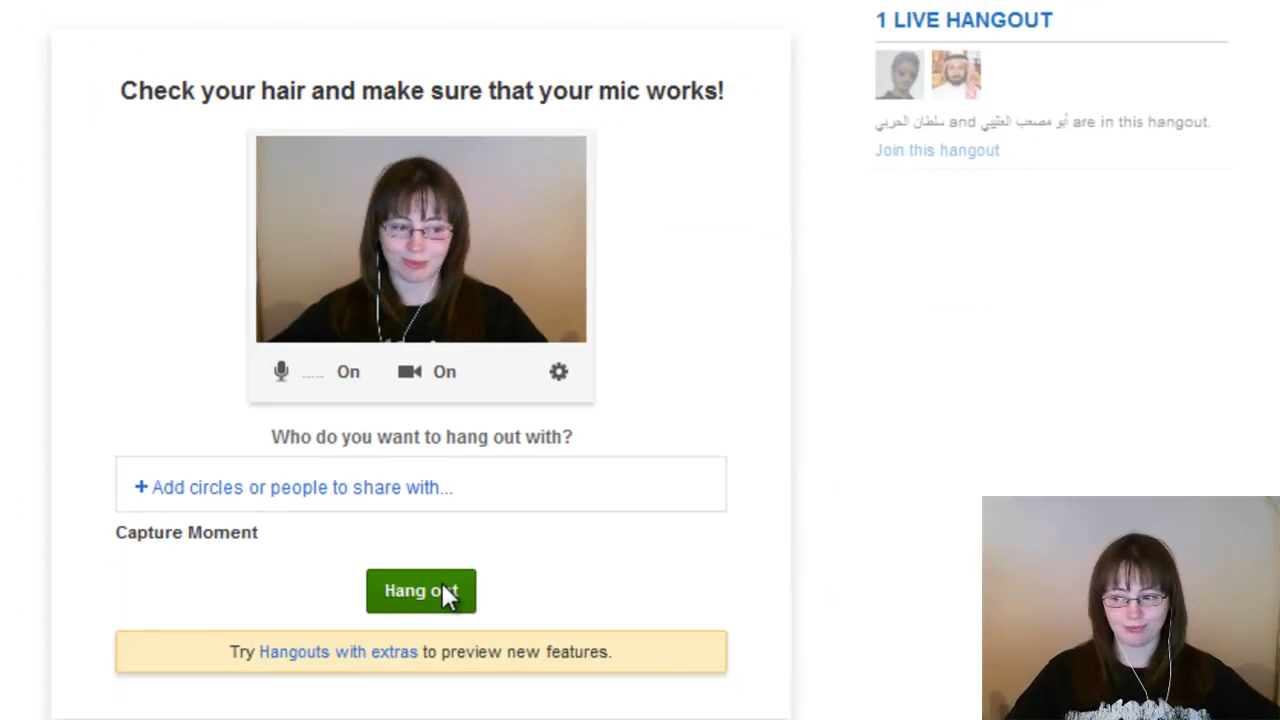 1 LIVE HANGOUT
Check your hair and make sure that your mic works!
سلطان الحربي and أبو مصعب العتيبي are in this hangout.
Join this hangout
On On
Who do you want to hang out with?
+ Add circles or people to share with...
Capture Moment
Hang out
Try Hangouts with extras to preview new features.